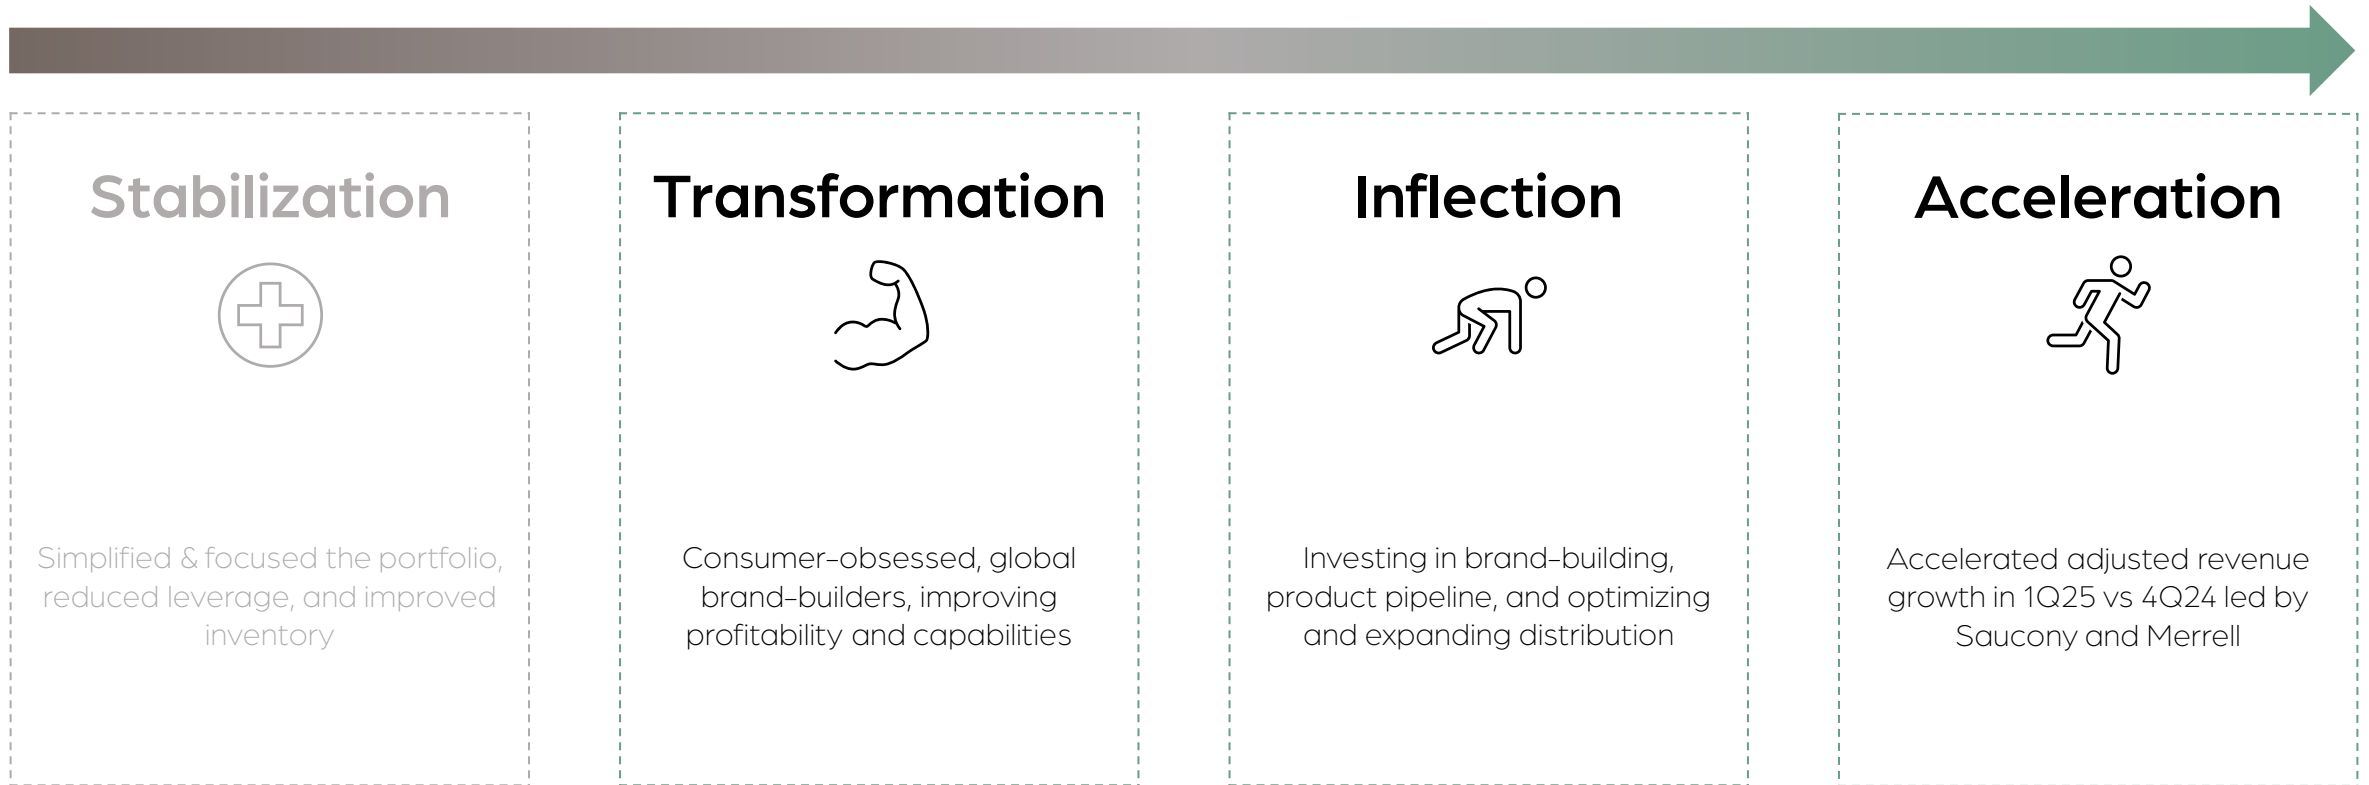 Stabilization
Simplified & focused the portfolio,
reduced leverage, and improved
inventory
Transformation
Consumer-obsessed, global
brand-builders, improving
profitability and capabilities
Inflection
Investing in brand-building,
product pipeline, and optimizing
and expanding distribution
Acceleration
Accelerated adjusted revenue
growth in 1Q25 vs 4Q24 led by
Saucony and Merrell